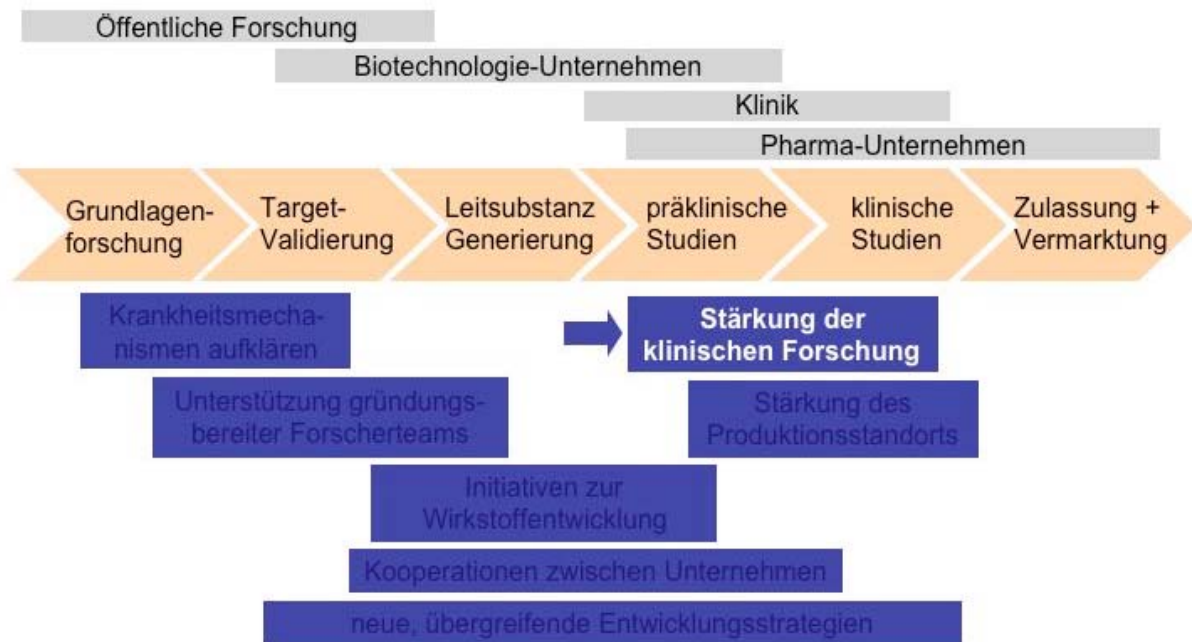 Öffentliche Forschung
Biotechnologie-Unternehmen
Klinik
Pharma-Unternehmen
Grundlagen-
forschung
Target-
Validierung
Leitsubstanz
Generierung
präklinische
Studien
klinische
Studien
Zulassung +
Vermarktung
Krankheitsmecha-
nismen aufklären
Stärkung der
klinischen Forschung
Unterstützung gründungs-
bereiter Forscherteams
Stärkung des
Produktionsstandorts
Initiativen zur
Wirkstoffentwicklung
Kooperationen zwischen Unternehmen
neue, übergreifende Entwicklungsstrategien